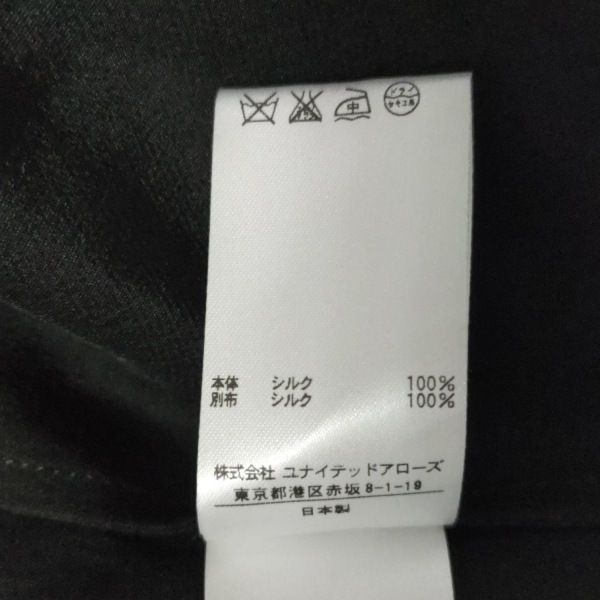 中 ドライ
セキユ系
本体 シルク 100%
別布 シルク 100%
株式会社 ユナイテッドアローズ
東京都港区赤坂8-1-19
日本製